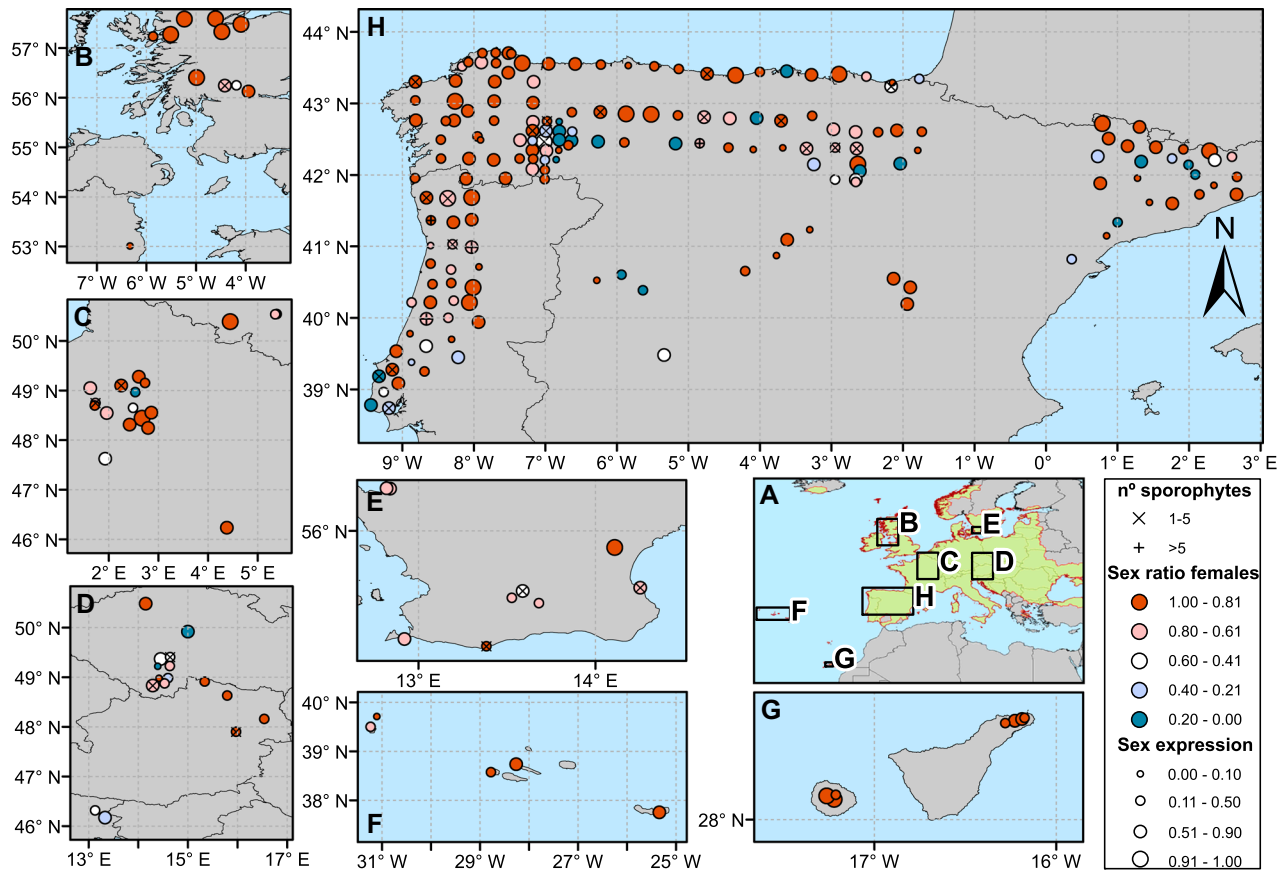 B
57° N
56° N
55° N
54° N
53° N
7° W 6° W 5° W 4° W
C
50° N
49° N
48° N
47° N
46° N
2° E 3° E 4° E 5° E
D
50° N
49° N
48° N
47° N
46° N
13° E 15° E 17° E
H
44° N
43° N
42° N
41° N
40° N
39° N
N
9° W 8° W 7° W 6° W 5° W 4° W 3° W 2° W 1° W 0° 1° E 2° E 3° E
E
56° N
13° E 14° E
F
40° N
39° N
38° N
31° W 29° W 27° W 25° W
A
B
E
C
D
H
F
G
G
28° N
17° W 16° W
nº sporophytes
1-5
>5
Sex ratio females
1.00 - 0.81
0.80 - 0.61
0.60 - 0.41
0.40 - 0.21
0.20 - 0.00
Sex expression
0.00 - 0.10
0.11 - 0.50
0.51 - 0.90
0.91 - 1.00